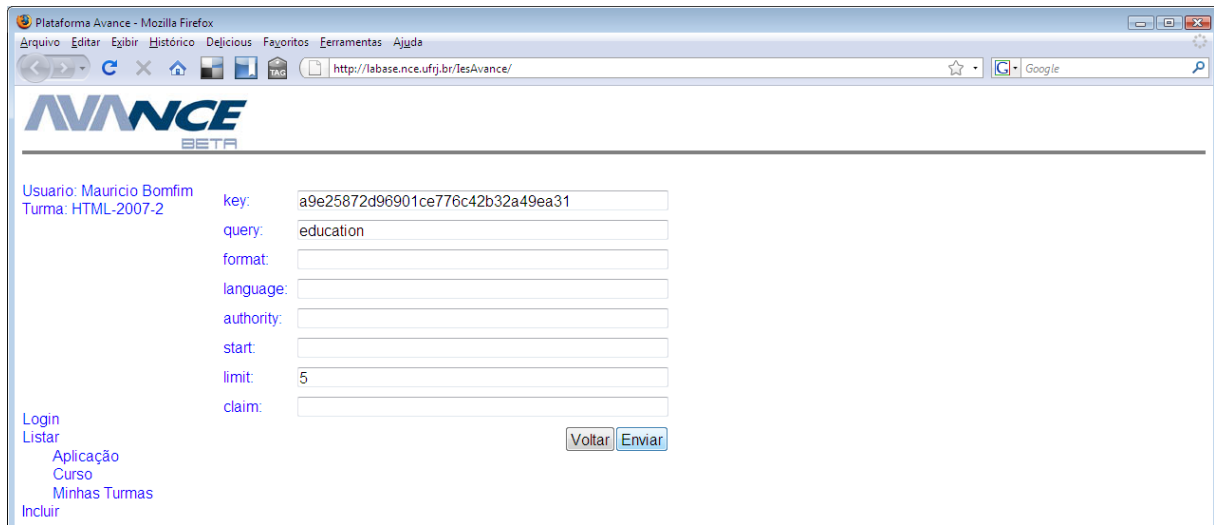 Plataforma Avance - Mozilla Firefox
Arquivo Editar Exibir Histórico Delicious Favoritos Ferramentas Ajuda
TAG http://labase.nce.ufrj.br/IesAvance/ G Google
AVANCE
BETA
Usuario: Mauricio Bomfim
Turma: HTML-2007-2
key: a9e25872d96901ce776c42b32a49ea31
query: education
format:
language:
authority:
start:
limit: 5
claim:
Voltar Enviar
Login
Listar
Aplicação
Curso
Minhas Turmas
Incluir